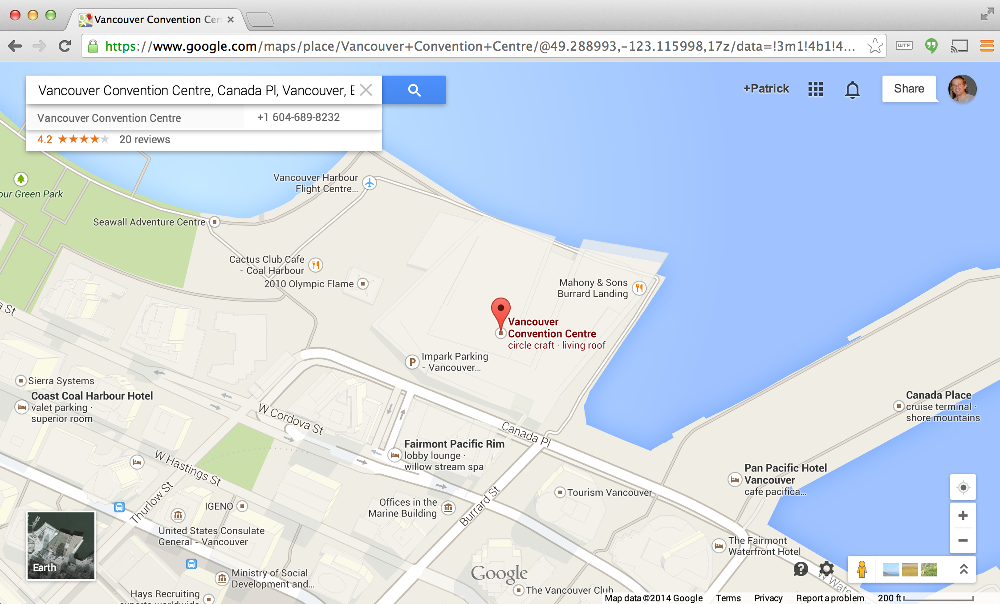 Vancouver Convention Cen
https://www.google.com/maps/place/Vancouver+Convention+Centre/@49.288993,-123.115998,17z/data=!3m1!4b1!4...
WTF
Vancouver Convention Centre, Canada Pl, Vancouver, B
+Patrick
Share
Vancouver Convention Centre
+1 604-689-8232
4.2
20 reviews
Vancouver Harbour
Flight Centre...
our Green Park
Seawall Adventure Centre
Cactus Club Cafe
- Coal Harbour
2010 Olympic Flame
Mahony & Sons
Burrard Landing
a St
Vancouver
Convention Centre
circle craft · living roof
P
Impark Parking
- Vancouver...
Sierra Systems
Coast Coal Harbour Hotel
valet parking ·
superior room
Canada Place
cruise terminal ·
shore mountains
W Cordova St
Canada Pl
Fairmont Pacific Rim
lobby lounge ·
willow stream spa
W Hastings St
Pan Pacific Hotel
Vancouver
cafe pacifica...
Thurlow St
Burrard St
Tourism Vancouver
IGENO
Offices in the
Marine Building
United States Consulate
General - Vancouver
The Fairmont
Waterfront Hotel
Earth
Ministry of Social
Development and...
Google
W Wate
The Vancouver Club
Hays Recruiting
experts worldwide
Map data ©2014 Google
Terms
Privacy
Report a problem
200 ft